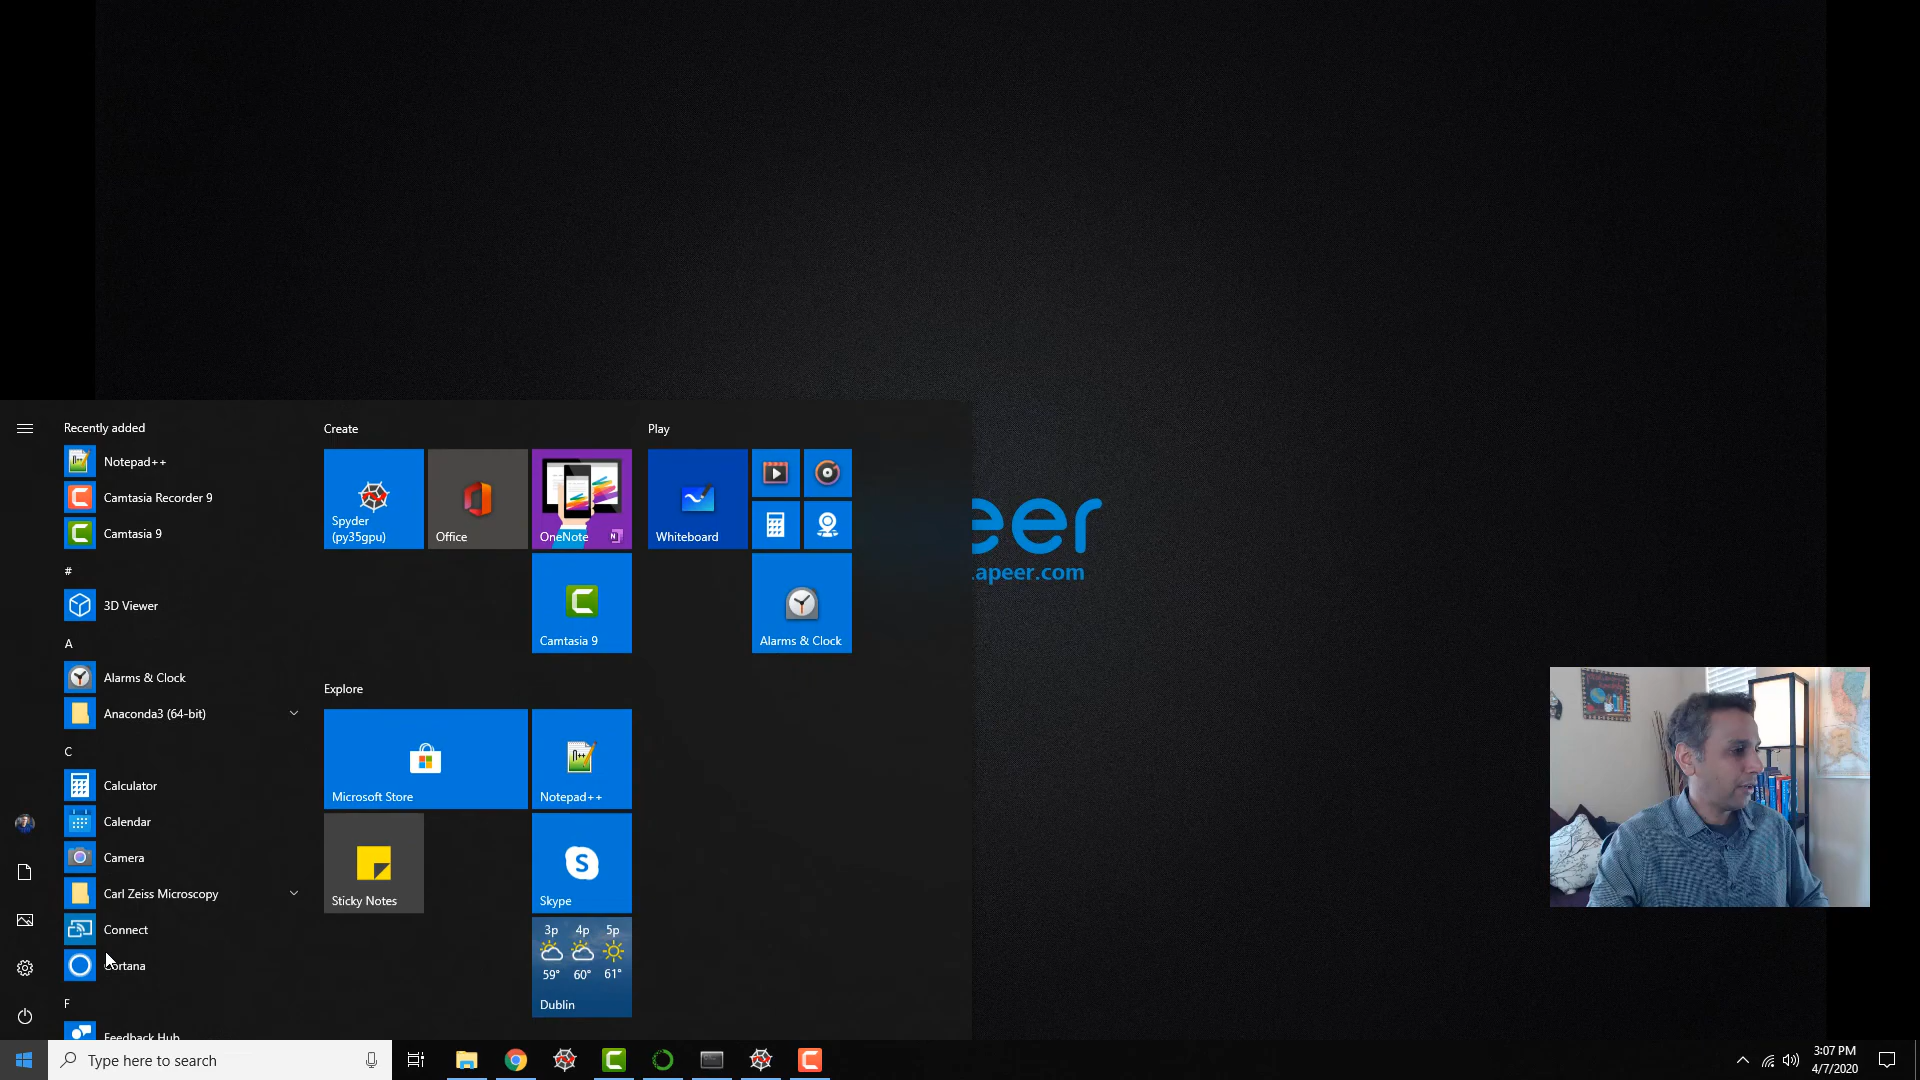 Recently added
Notepad++
Camtasia Recorder 9
Camtasia 9
#
3D Viewer
A
Alarms & Clock
Anaconda3 (64-bit)
C
Calculator
Calendar
Camera
Carl Zeiss Microscopy
Connect
Cortana
F
Feedback Hub
Create
Spyder
(py35gpu)
Office
OneNote
Camtasia 9
Play
Whiteboard
Alarms & Clock
Explore
Microsoft Store
Notepad++
Sticky Notes
Skype
3p 4p 5p
59° 60° 61°
Dublin
eer
.apeer.com
Type here to search
3:07 PM
4/7/2020